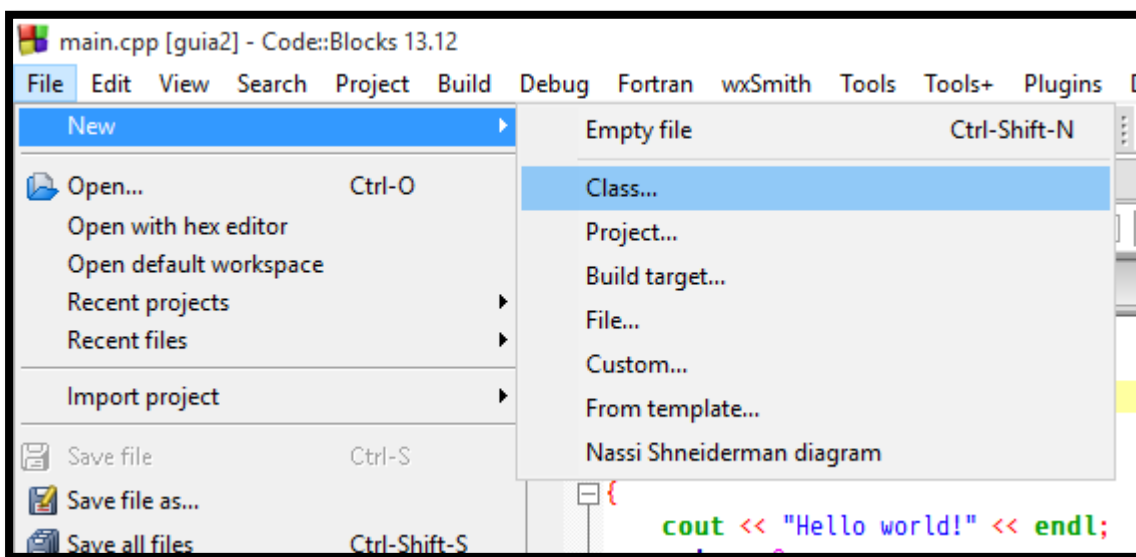 main.cpp [guia2] - Code::Blocks 13.12
File Edit View Search Project Build Debug Fortran wxSmith Tools Tools+ Plugins
New
Open... Ctrl-O
Open with hex editor
Open default workspace
Recent projects
Recent files
Import project
Save file Ctrl-S
Save file as...
Save all files Ctrl-Shift-S
Empty file Ctrl-Shift-N
Class...
Project...
Build target...
File...
Custom...
From template...
Nassi Shneiderman diagram
{
cout << "Hello world!" << endl;